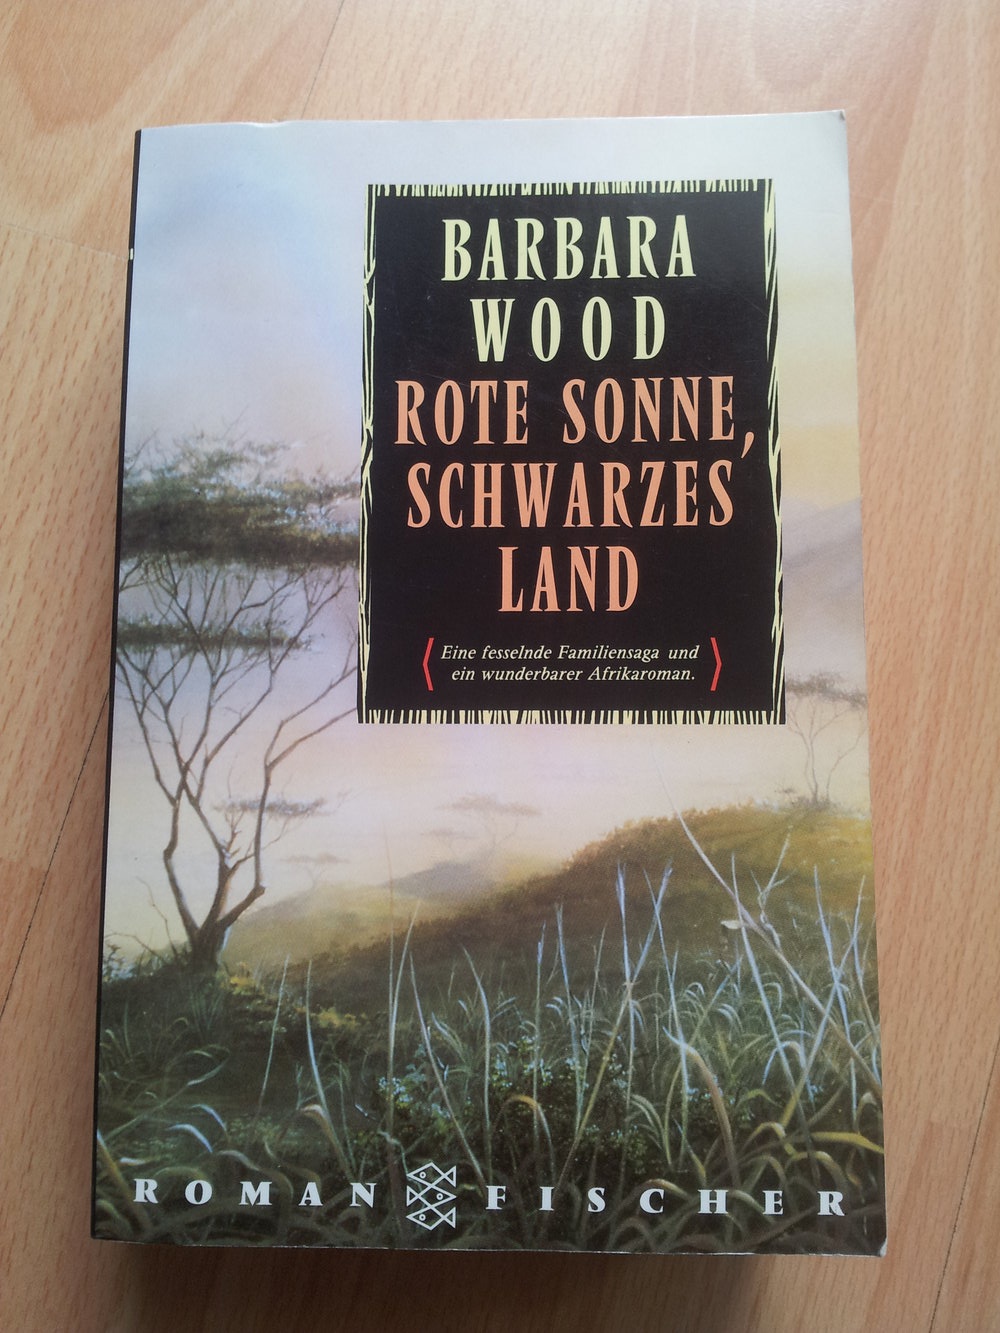 BARBARA
WOOD
ROTE SONNE,
SCHWARZES
LAND
Eine fesselnde Familiensaga und
ein wunderbarer Afrikaroman.
ROMAN FISCHER